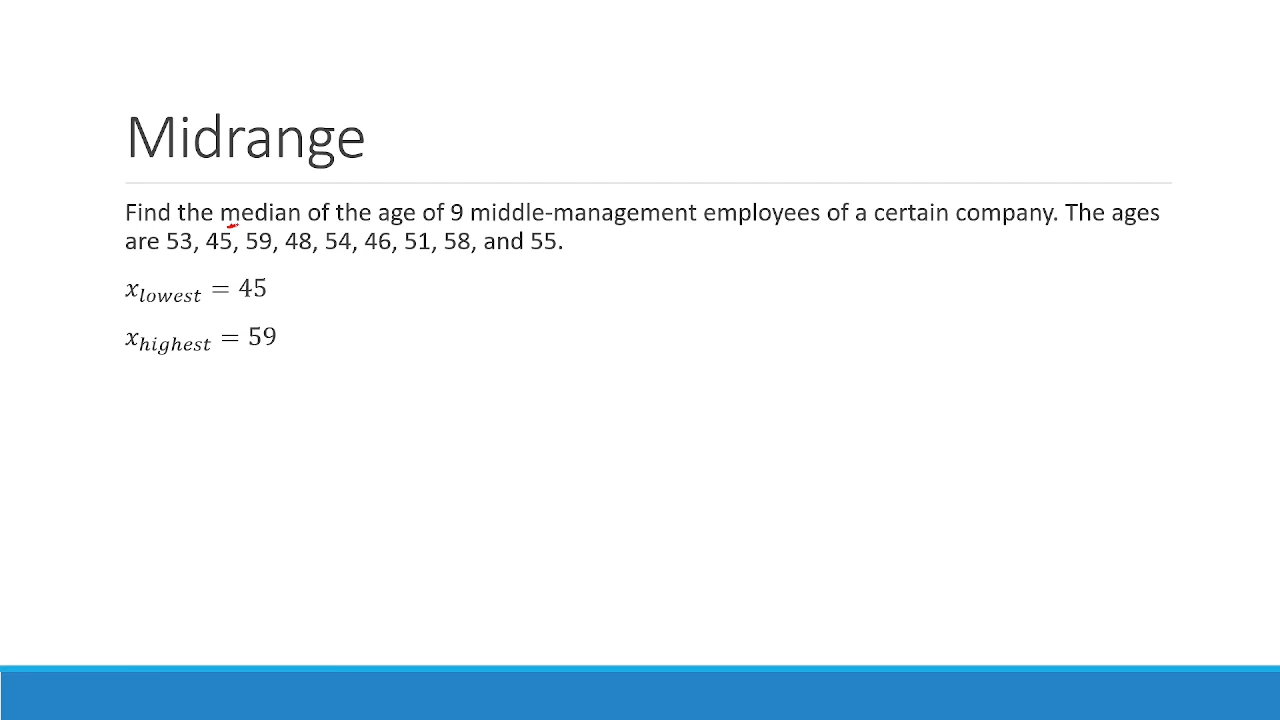 Midrange
Find the median of the age of 9 middle-management employees of a certain company. The ages
are 53, 45, 59, 48, 54, 46, 51, 58, and 55.
x_lowest = 45
x_highest = 59